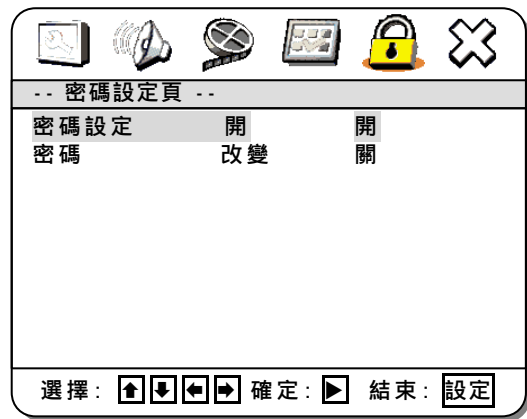 -- 密碼設定頁 --
密碼設定 開 開
密碼 改變 關
選擇: 確定: 結束: 設定